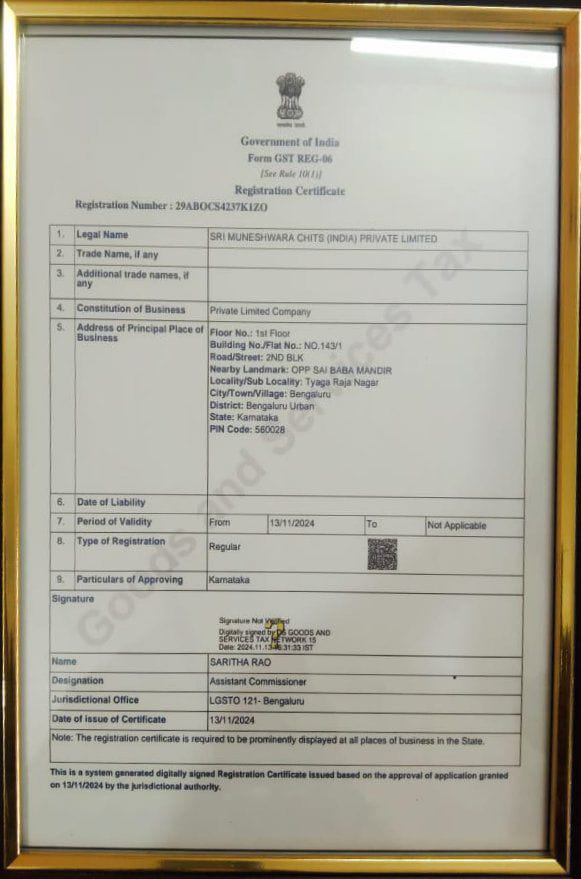 Government of India
Form GST REG-06
[See Rule 10(1)]
Registration Certificate
Registration Number : 29ABOCS4237K1ZO
1. Legal Name SRI MUNESHWARA CHITS (INDIA) PRIVATE LIMITED
2. Trade Name, if any
3. Additional trade names, if any
4. Constitution of Business Private Limited Company
5. Address of Principal Place of Business
Floor No.: 1st Floor
Building No./Flat No.: NO.143/1
Road/Street: 2ND BLK
Nearby Landmark: OPP SAI BABA MANDIR
Locality/Sub Locality: Tyaga Raja Nagar
City/Town/Village: Bengaluru
District: Bengaluru Urban
State: Karnataka
PIN Code: 560028
6. Date of Liability
7. Period of Validity From 13/11/2024 To Not Applicable
8. Type of Registration Regular
9. Particulars of Approving Karnataka
Signature
Signature Not Verified
Digitally signed by DS GOODS AND
SERVICES TAX NETWORK 15
Date: 2024.11.13 16:31:33 IST
Name SARITHA RAO
Designation Assistant Commissioner
Jurisdictional Office LGSTO 121- Bengaluru
Date of issue of Certificate 13/11/2024
Note: The registration certificate is required to be prominently displayed at all places of business in the State.
This is a system generated digitally signed Registration Certificate issued based on the approval of application granted
on 13/11/2024 by the jurisdictional authority.
Goods and Services Tax